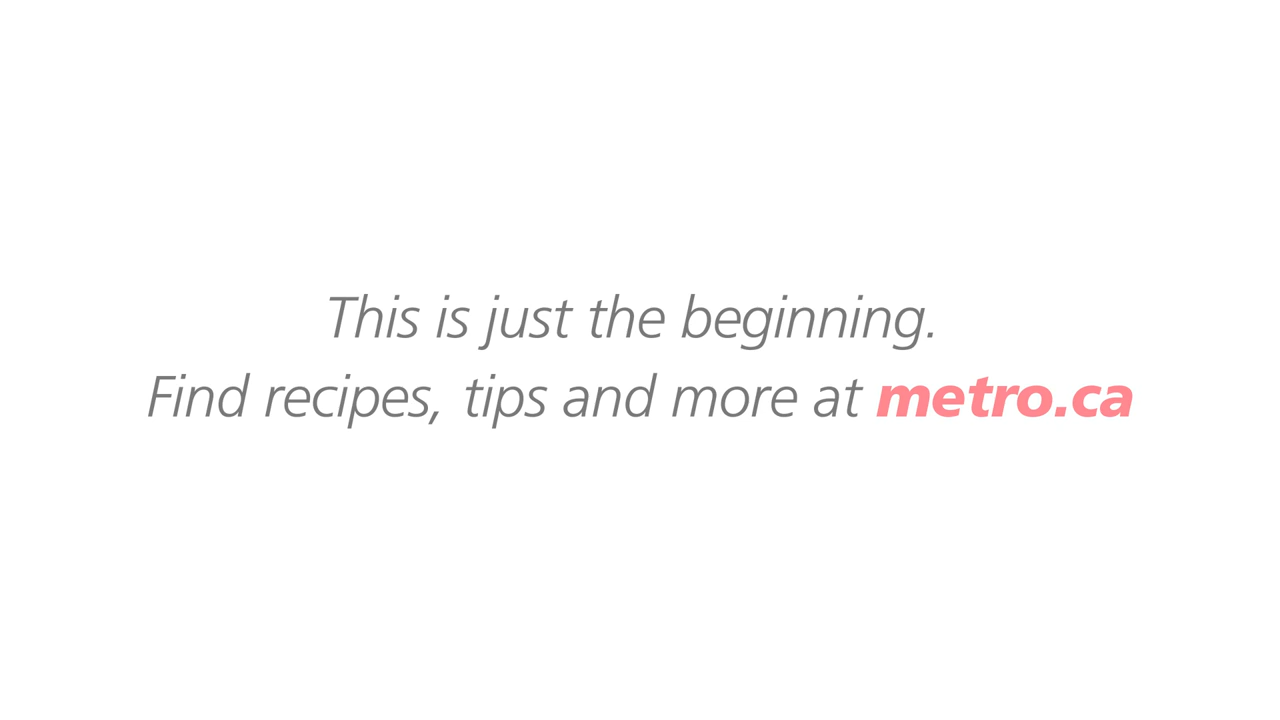 This is just the beginning.
Find recipes, tips and more at metro.ca